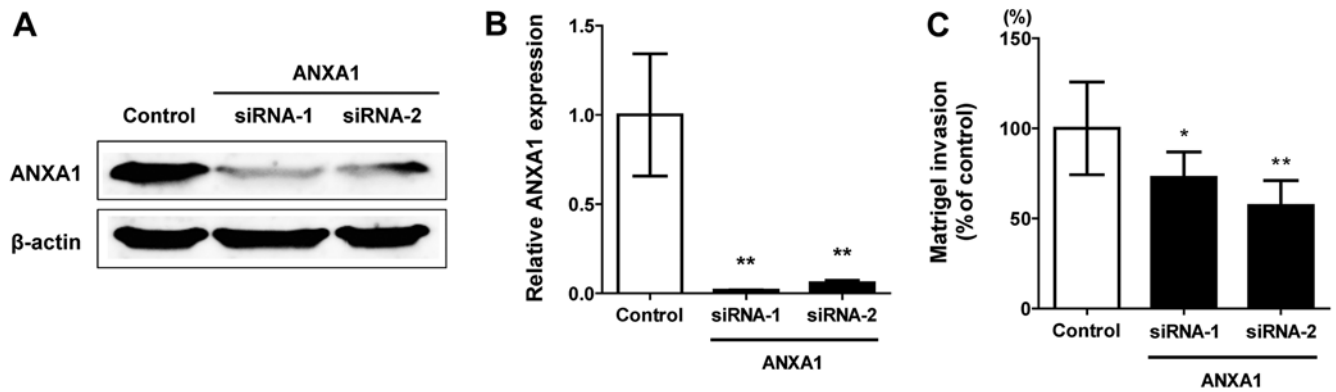 A
ANXA1
Control siRNA-1 siRNA-2
ANXA1
β-actin
B
Relative ANXA1 expression
1.5
1.0
0.5
0.0
** **
Control siRNA-1 siRNA-2
ANXA1
C
(%)
Matrigel invasion
(% of control)
150
100
50
0
* **
Control siRNA-1 siRNA-2
ANXA1